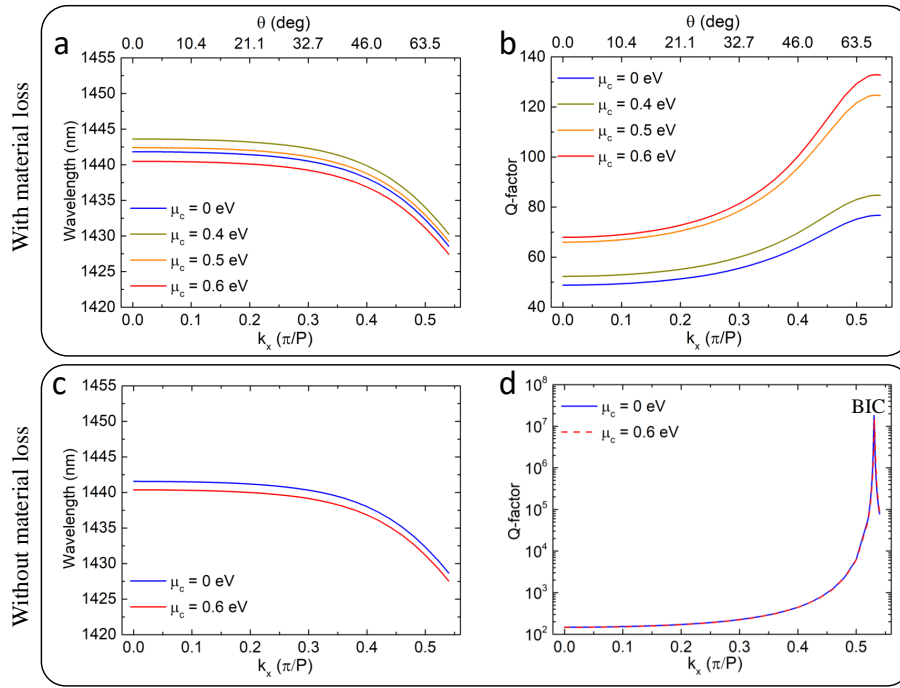 With material loss
a
θ (deg)
0.0 10.4 21.1 32.7 46.0 63.5
1455
1450
1445
1440
1435
1430
1425
1420
Wavelength (nm)
μc = 0 eV
μc = 0.4 eV
μc = 0.5 eV
μc = 0.6 eV
0.0 0.1 0.2 0.3 0.4 0.5
kx (π/P)
b
θ (deg)
0.0 10.4 21.1 32.7 46.0 63.5
140
120
100
80
60
40
Q-factor
μc = 0 eV
μc = 0.4 eV
μc = 0.5 eV
μc = 0.6 eV
0.0 0.1 0.2 0.3 0.4 0.5
kx (π/P)
Without material loss
c
1455
1450
1445
1440
1435
1430
1425
1420
Wavelength (nm)
μc = 0 eV
μc = 0.6 eV
0.0 0.1 0.2 0.3 0.4 0.5
kx (π/P)
d
10^8
10^7
10^6
10^5
10^4
10^3
10^2
Q-factor
μc = 0 eV
μc = 0.6 eV
BIC
0.0 0.1 0.2 0.3 0.4 0.5
kx (π/P)